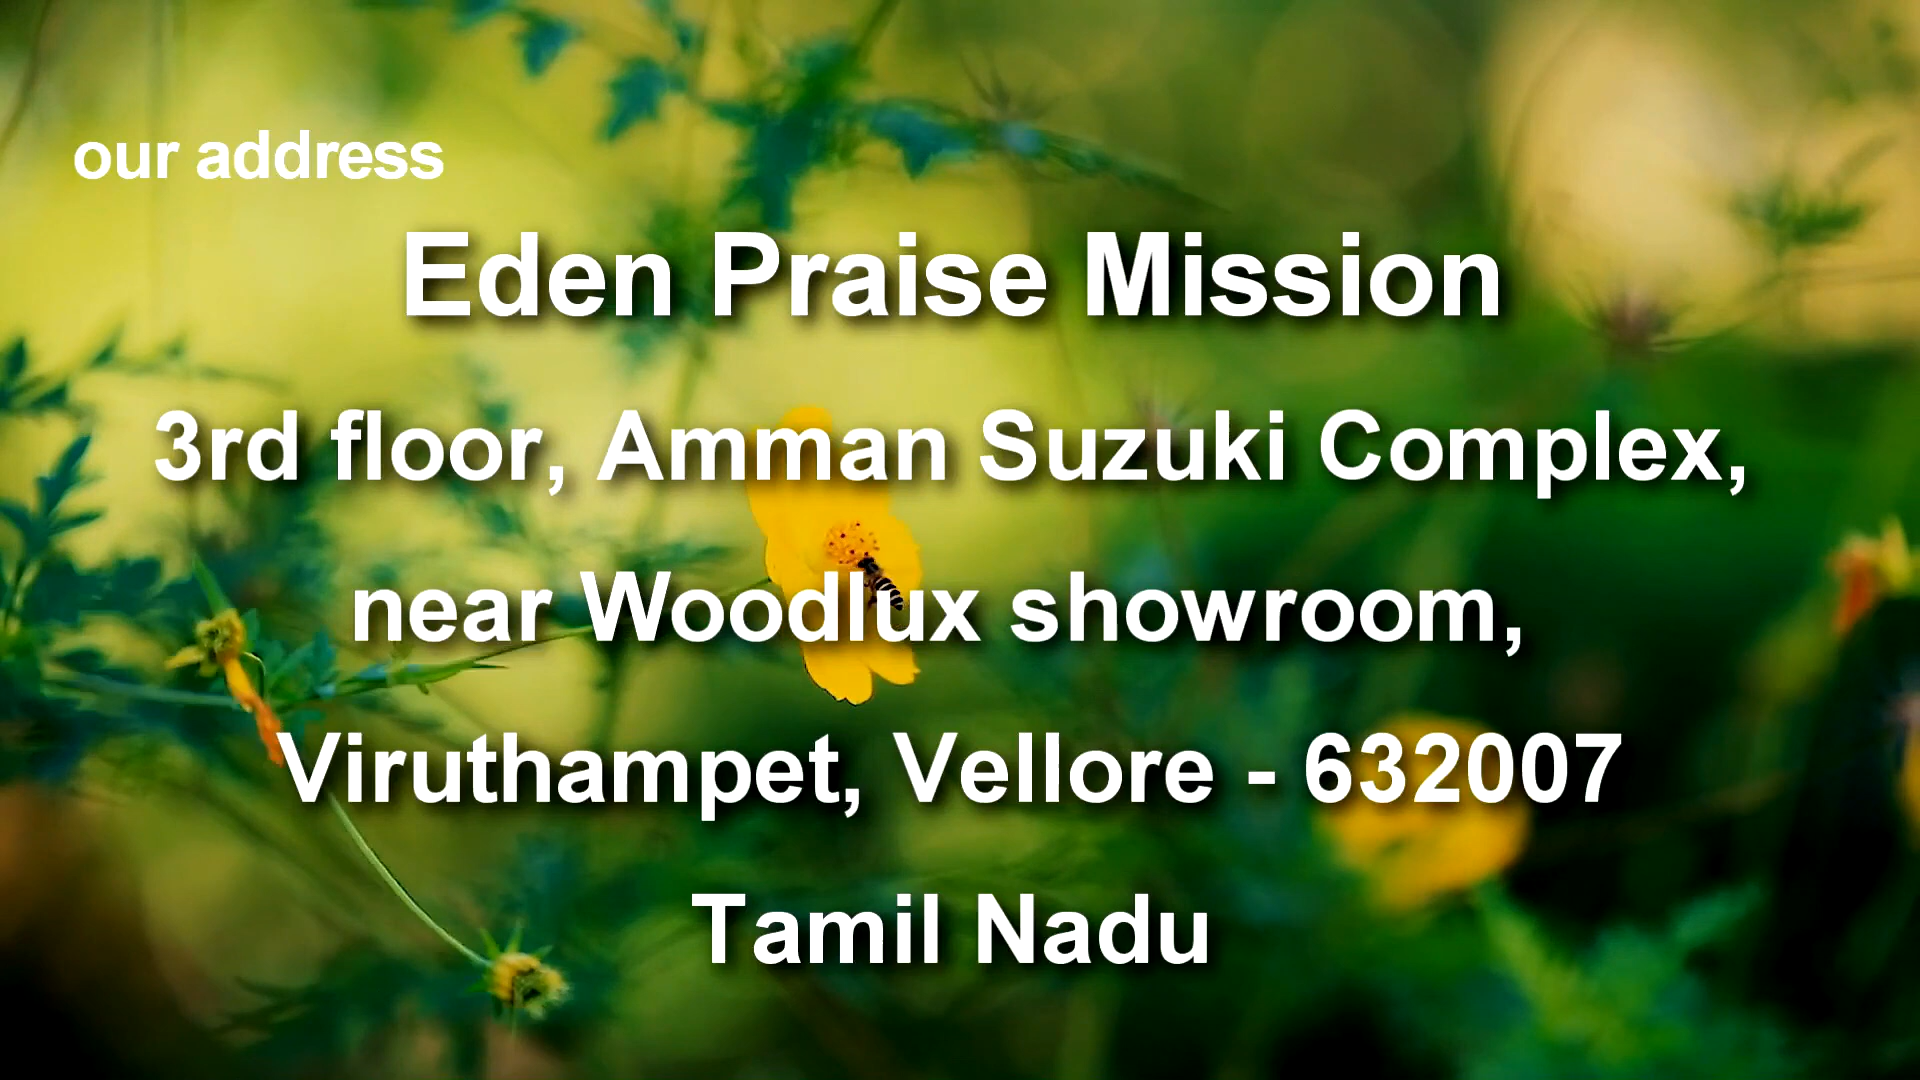 our address
Eden Praise Mission
3rd floor, Amman Suzuki Complex,
near Woodlux showroom,
Viruthampet, Vellore - 632007
Tamil Nadu